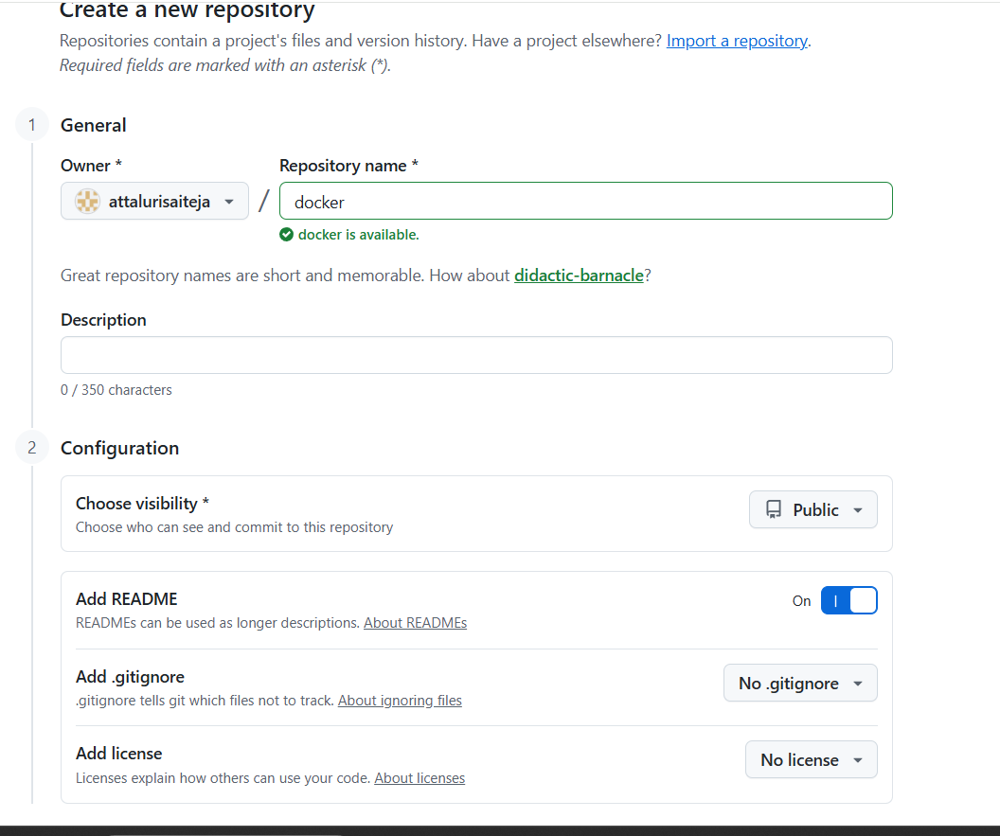 Create a new repository
Repositories contain a project's files and version history. Have a project elsewhere? Import a repository.
Required fields are marked with an asterisk (*).
1 General
Owner * Repository name *
attalurisaiteja / docker
docker is available.
Great repository names are short and memorable. How about didactic-barnacle?
Description
0 / 350 characters
2 Configuration
Choose visibility *
Public
Choose who can see and commit to this repository
Add README
On
READMEs can be used as longer descriptions. About READMEs
Add .gitignore
No .gitignore
.gitignore tells git which files not to track. About ignoring files
Add license
No license
Licenses explain how others can use your code. About licenses